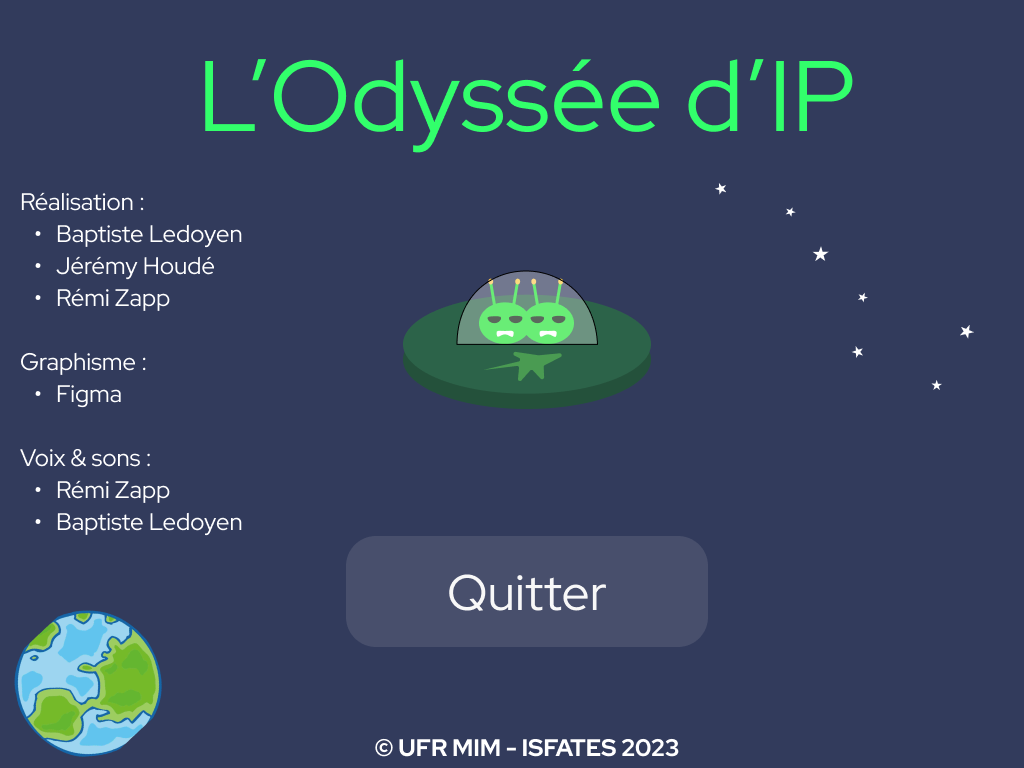 L'Odyssée d'IP
Réalisation :
• Baptiste Ledoyen
• Jérémy Houdé
• Rémi Zapp
Graphisme :
• Figma
Voix & sons :
• Rémi Zapp
• Baptiste Ledoyen
Quitter
© UFR MIM - ISFATES 2023